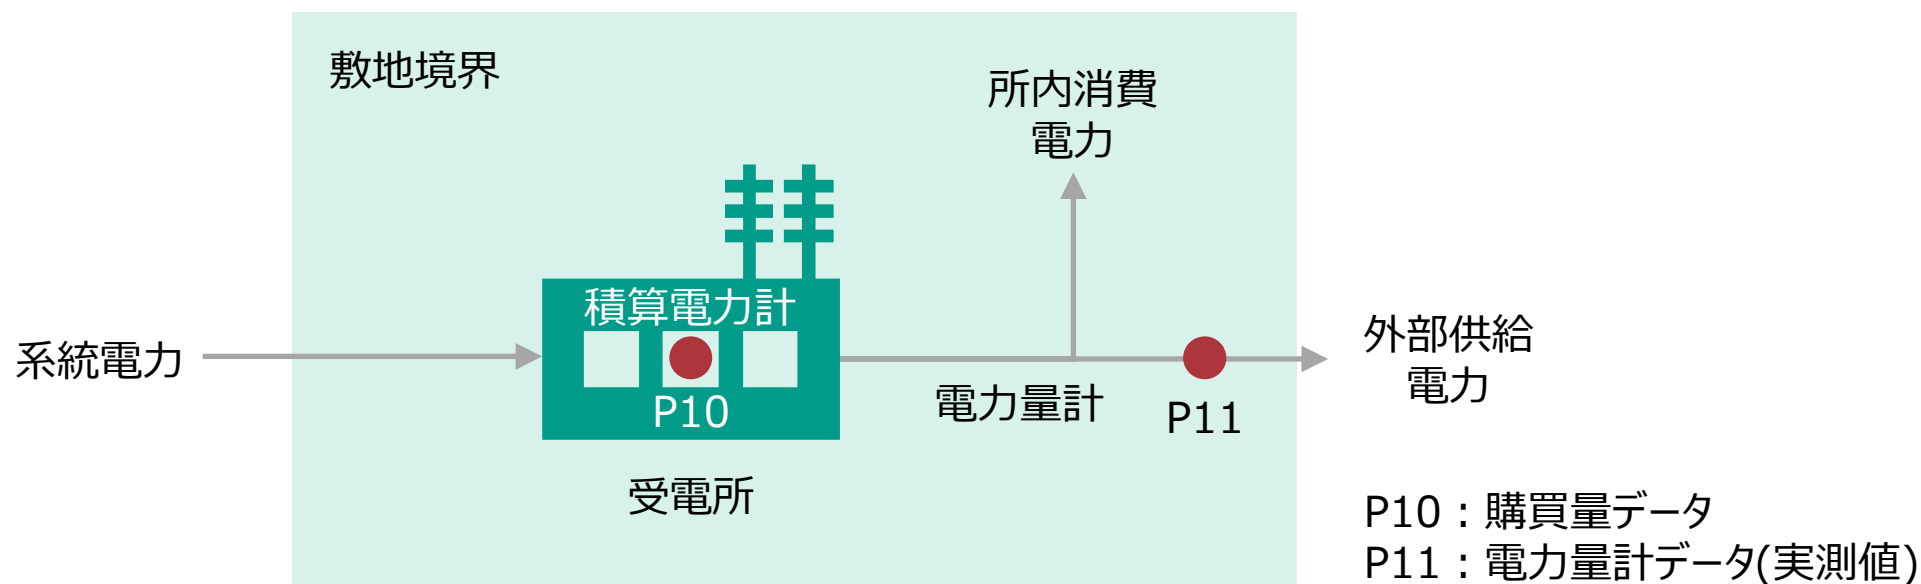 敷地境界
所内消費
電力
積算電力計
系統電力
P10
電力量計
P11
外部供給
電力
受電所
P10：購買量データ
P11：電力量計データ(実測値)